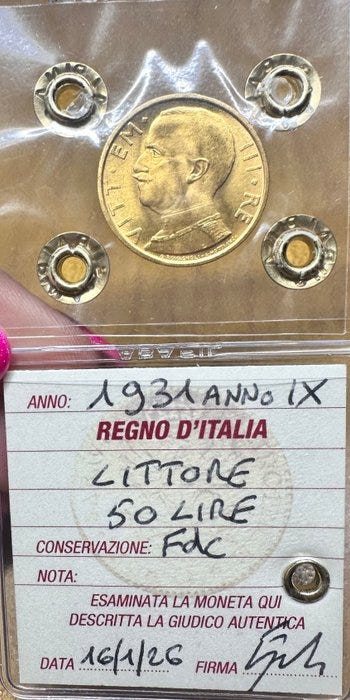 VITT·EM· III·RE
ANNO: 1931 ANNO IX
REGNO D'ITALIA
LITTORE
50 LIRE
CONSERVAZIONE: Fdc
NOTA:
ESAMINATA LA MONETA QUI
DESCRITTA LA GIUDICO AUTENTICA
DATA 16/1/26 FIRMA